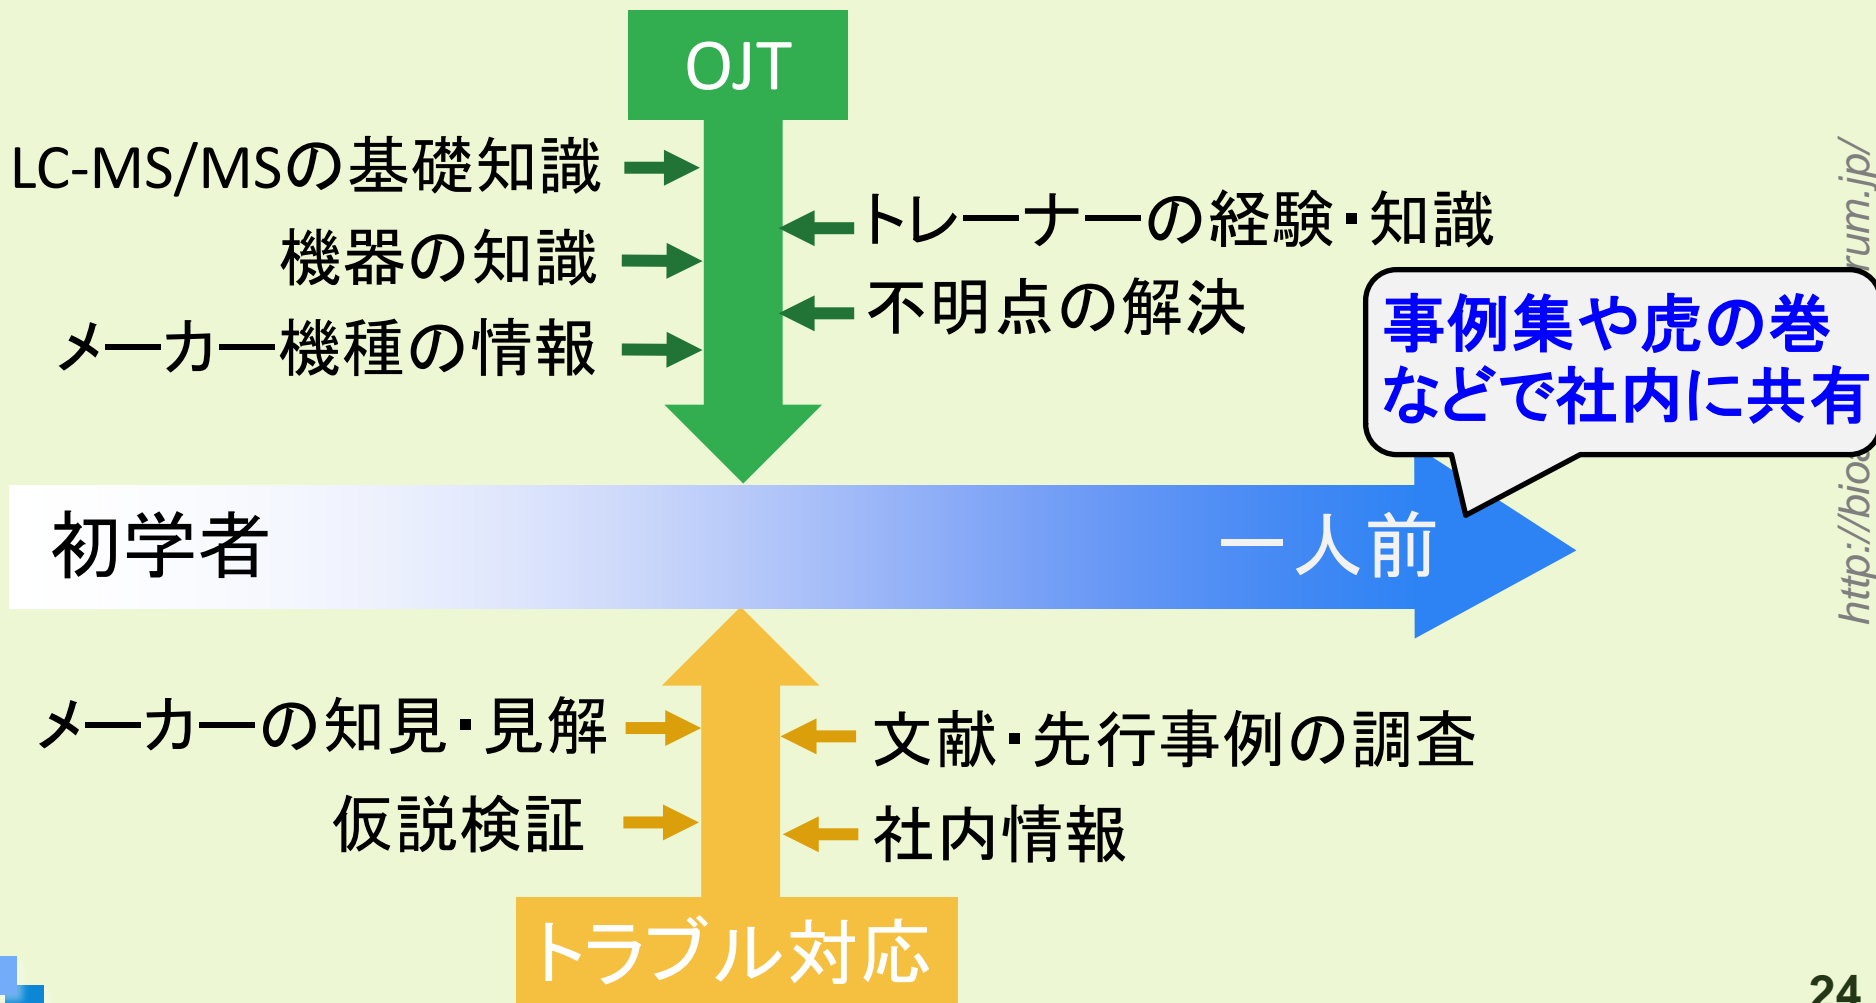 OJT
LC-MS/MSの基礎知識
機器の知識
メーカー機種の情報
トレーナーの経験・知識
不明点の解決
事例集や虎の巻
などで社内に共有
初学者
一人前
メーカーの知見・見解
仮説検証
文献・先行事例の調査
社内情報
トラブル対応
24